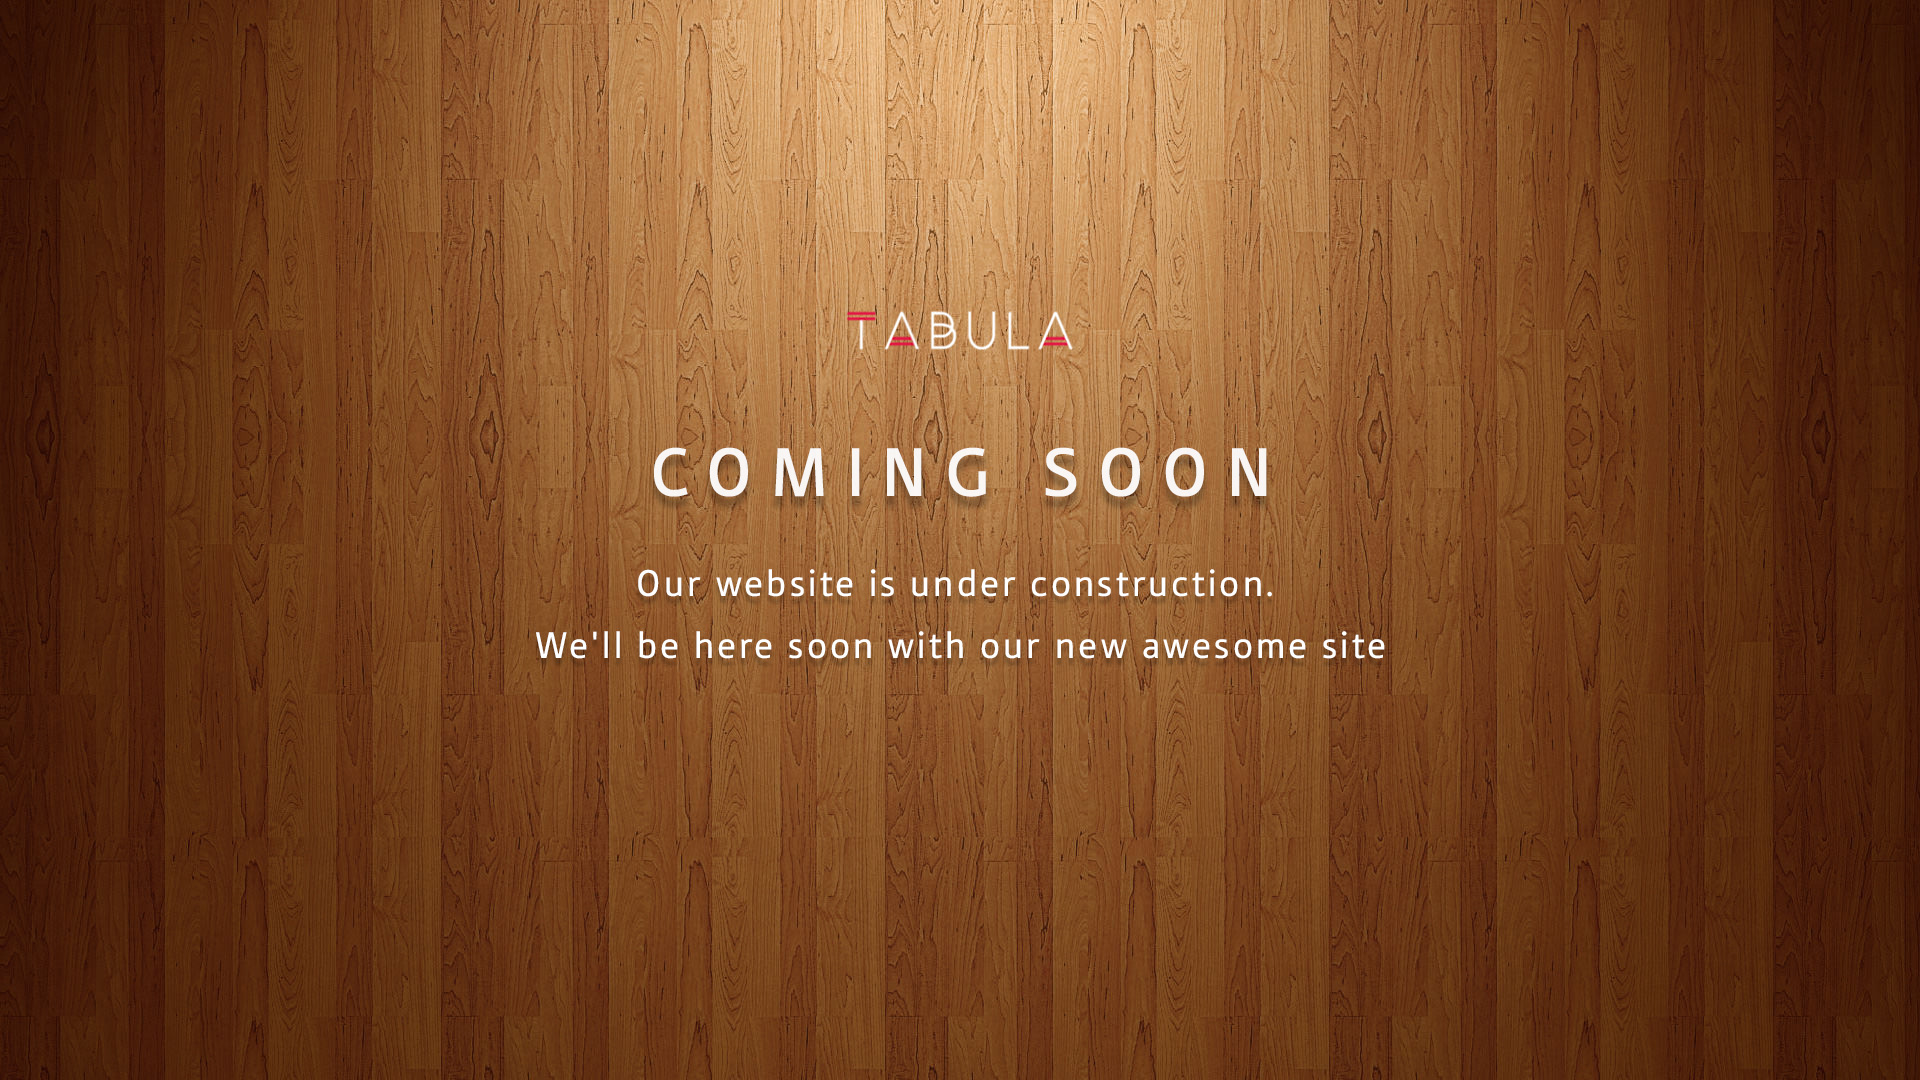 TABULA
COMING SOON
Our website is under construction.
We'll be here soon with our new awesome site